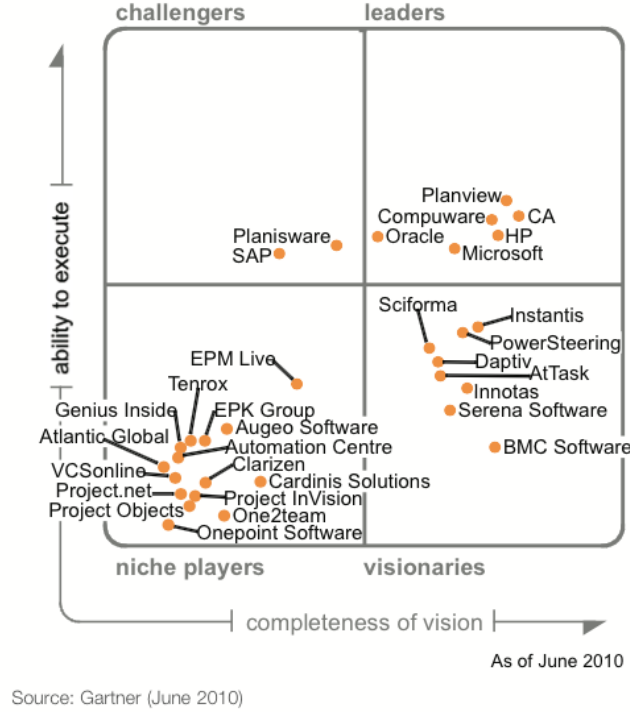 challengers
leaders
ability to execute
Planview
Compuware
CA
Oracle
HP
Microsoft
Planisware
SAP
Sciforma
Instantis
PowerSteering
Daptiv
AtTask
Innotas
Serena Software
BMC Software
EPM Live
Tenrox
Genius Inside
EPK Group
Augeo Software
Atlantic Global
Automation Centre
Clarizen
VCSonline
Cardinis Solutions
Project.net
Project InVision
Project Objects
One2team
Onepoint Software
niche players
visionaries
completeness of vision
As of June 2010
Source: Gartner (June 2010)